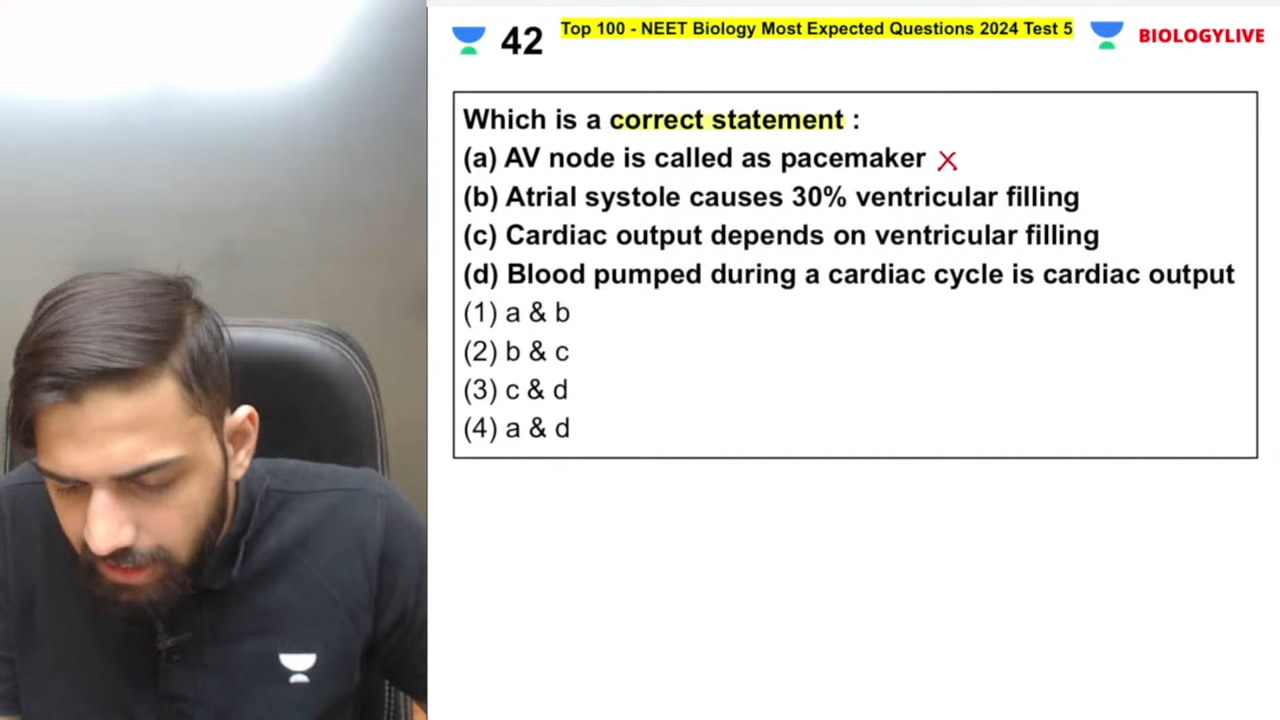 42
Top 100 - NEET Biology Most Expected Questions 2024 Test 5
BIOLOGYLIVE
Which is a correct statement :
(a) AV node is called as pacemaker X
(b) Atrial systole causes 30% ventricular filling
(c) Cardiac output depends on ventricular filling
(d) Blood pumped during a cardiac cycle is cardiac output
(1) a & b
(2) b & c
(3) c & d
(4) a & d